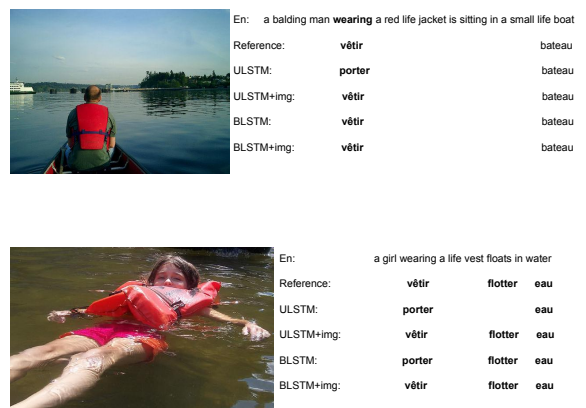 En: a balding man wearing a red life jacket is sitting in a small life boat
Reference: vêtir bateau
ULSTM: porter bateau
ULSTM+img: vêtir bateau
BLSTM: vêtir bateau
BLSTM+img: vêtir bateau
En: a girl wearing a life vest floats in water
Reference: vêtir flotter eau
ULSTM: porter eau
ULSTM+img: vêtir flotter eau
BLSTM: porter flotter eau
BLSTM+img: vêtir flotter eau